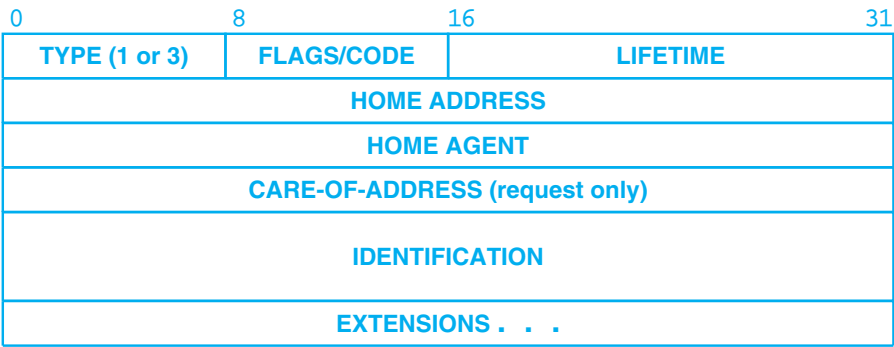 0 8 16 31
TYPE (1 or 3) FLAGS/CODE LIFETIME
HOME ADDRESS
HOME AGENT
CARE-OF-ADDRESS (request only)
IDENTIFICATION
EXTENSIONS . . .